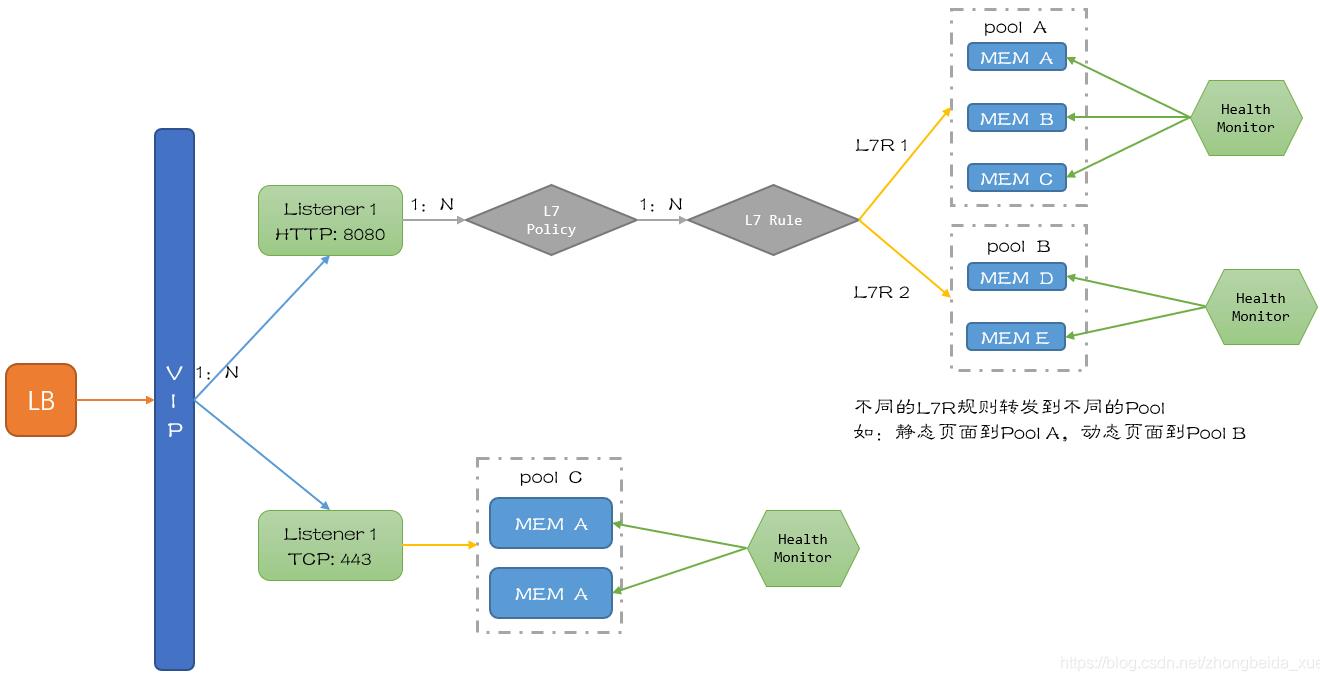 pool A
MEM A
MEM B
MEM C
Health
Monitor
L7R 1
Listener 1
HTTP: 8080
1: N
L7
Policy
1: N
L7 Rule
L7R 2
pool B
MEM D
MEM E
Health
Monitor
LB
V
I
P
1: N
不同的L7R规则转发到不同的Pool
如：静态页面到Pool A，动态页面到Pool B
Listener 1
TCP: 443
pool C
MEM A
MEM A
Health
Monitor
https://blog.csdn.net/zhongbeida_xue